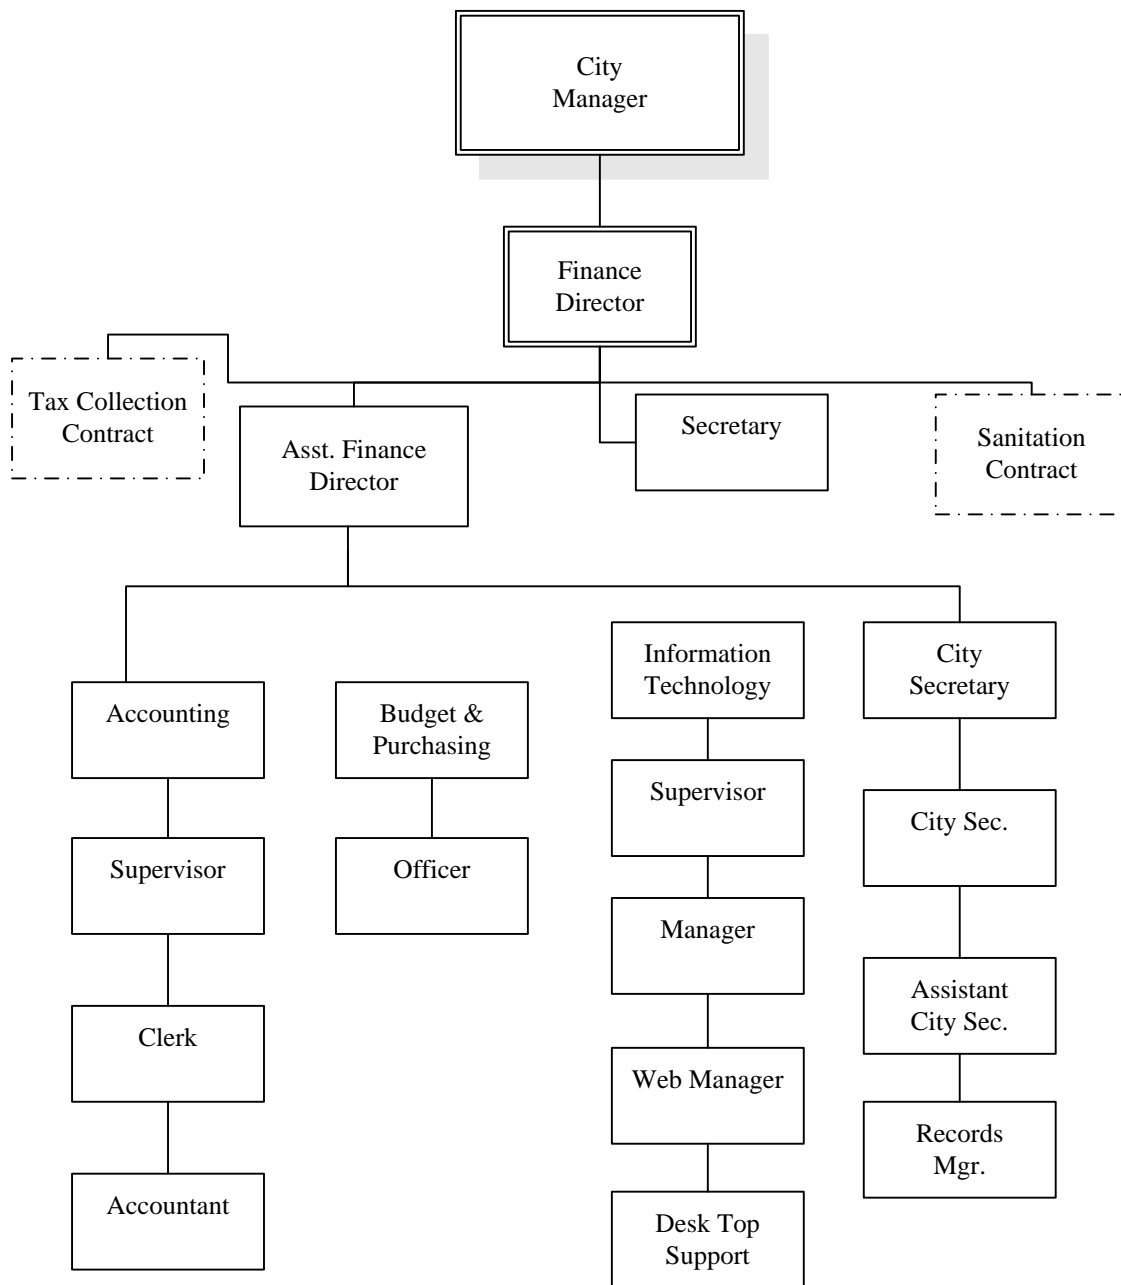 City
Manager
Finance
Director
Tax Collection
Contract
Asst. Finance
Director
Secretary
Sanitation
Contract
Accounting
Supervisor
Clerk
Accountant
Budget &
Purchasing
Officer
Information
Technology
Supervisor
Manager
Web Manager
Desk Top
Support
City
Secretary
City Sec.
Assistant
City Sec.
Records
Mgr.